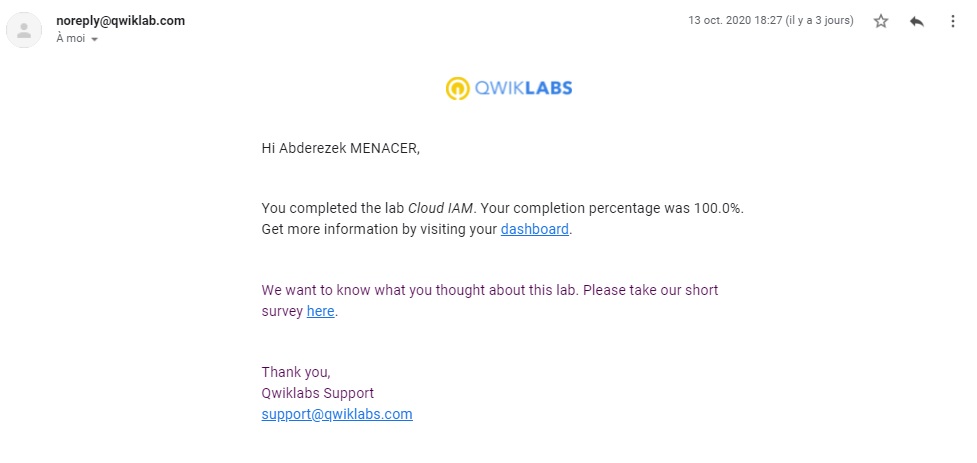 noreply@qwiklab.com
13 oct. 2020 18:27 (il y a 3 jours)
À moi
QWIKLABS
Hi Abderezek MENACER,
You completed the lab Cloud IAM. Your completion percentage was 100.0%.
Get more information by visiting your dashboard.
We want to know what you thought about this lab. Please take our short
survey here.
Thank you,
Qwiklabs Support
support@qwiklabs.com